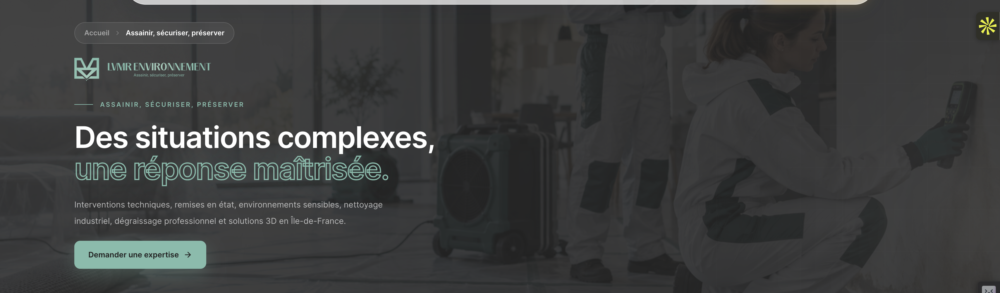 Accueil > Assainir, sécuriser, préserver
LVMR ENVIRONNEMENT
Assainir, sécuriser, préserver
ASSAINIR, SÉCURISER, PRÉSERVER
Des situations complexes,
une réponse maîtrisée.
Interventions techniques, remises en état, environnements sensibles, nettoyage
industriel, dégraissage professionnel et solutions 3D en Île-de-France.
Demander une expertise →